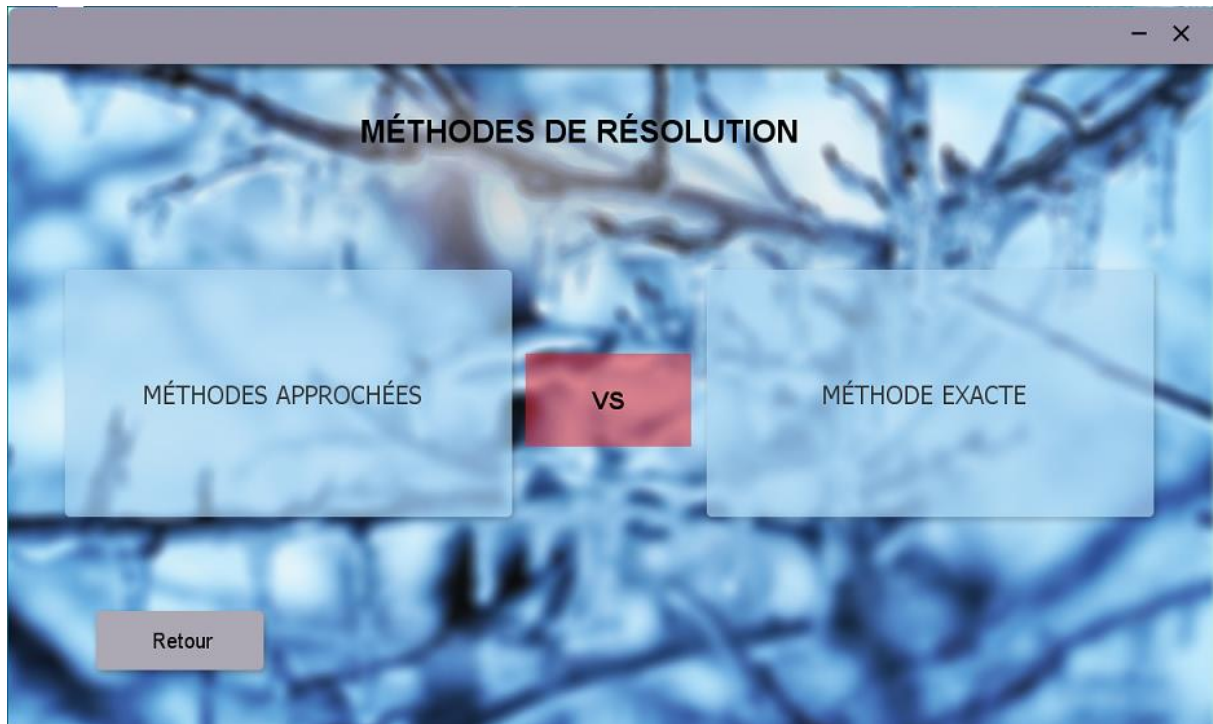 MÉTHODES DE RÉSOLUTION
MÉTHODES APPROCHÉES
VS
MÉTHODE EXACTE
Retour